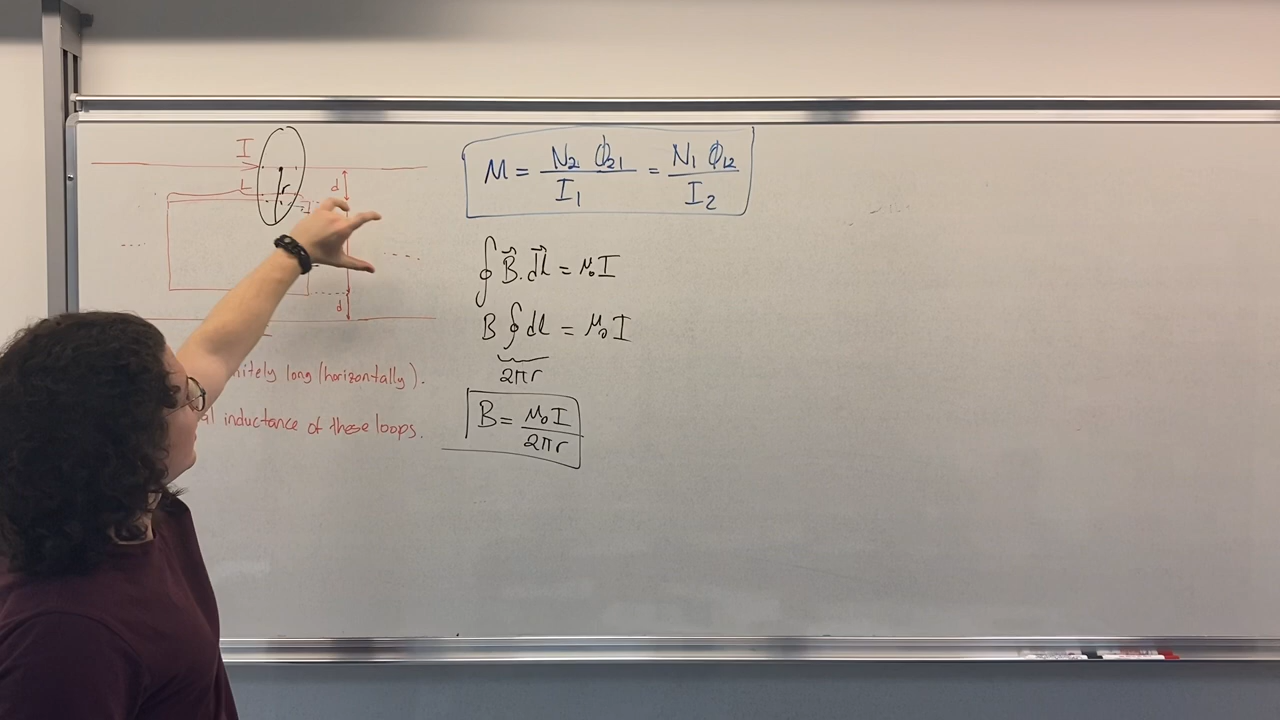 I
r
d
d
nitely long (horizontally).
al inductance of these loops.
M = N₂ Φ₂₁ / I₁ = N₁ Φ₁₂ / I₂
∮ B⃗ . dl⃗ = μ₀ I
B ∮ dl = μ₀ I
2πr
B = μ₀ I / 2πr